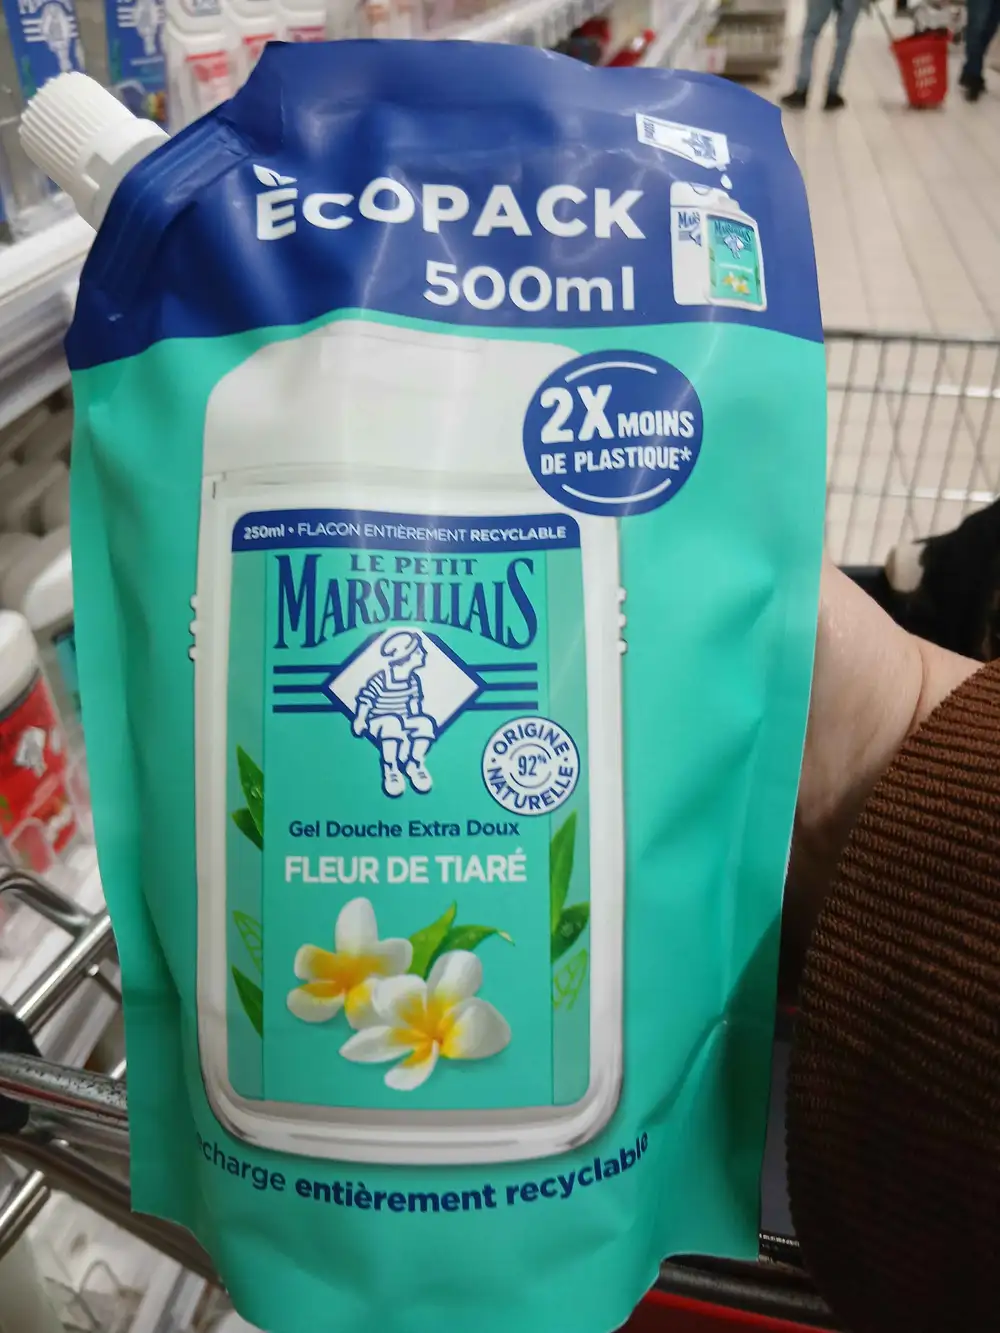 ÉCOPACK
500ml
2X MOINS
DE PLASTIQUE*
250ml • FLACON ENTIÈREMENT RECYCLABLE
LE PETIT
MARSEILLAIS
ORIGINE
92%
NATURELLE
Gel Douche Extra Doux
FLEUR DE TIARÉ
charge entièrement recyclable